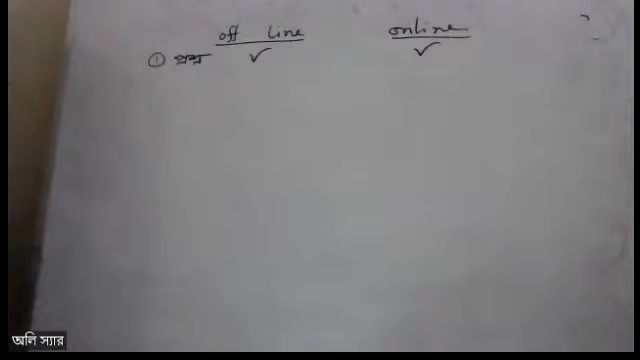 off line online
① প্রশ্ন ✓ ✓
অলি স্যার